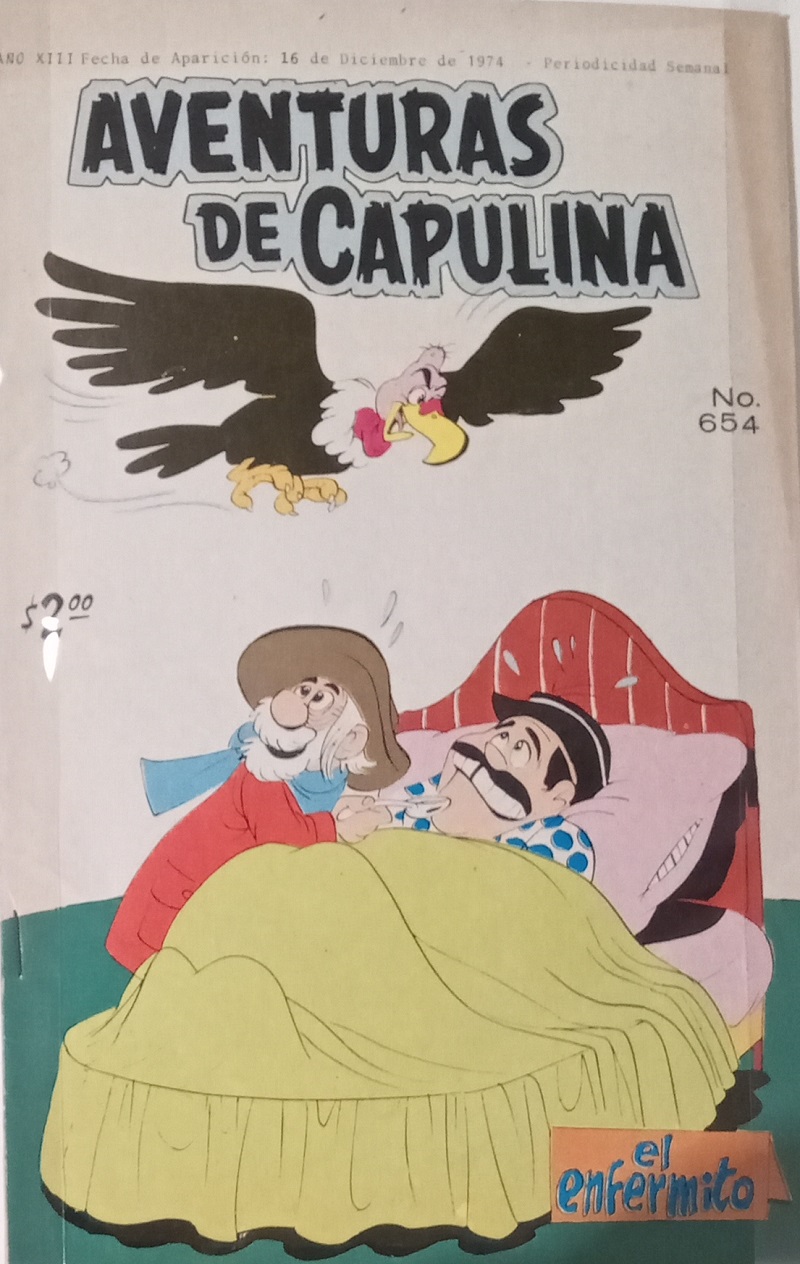 AÑO XIII Fecha de Aparición: 16 de Diciembre de 1974 - Periodicidad Semanal
AVENTURAS
DE CAPULINA
No.
654
$2.00
el
enfermito